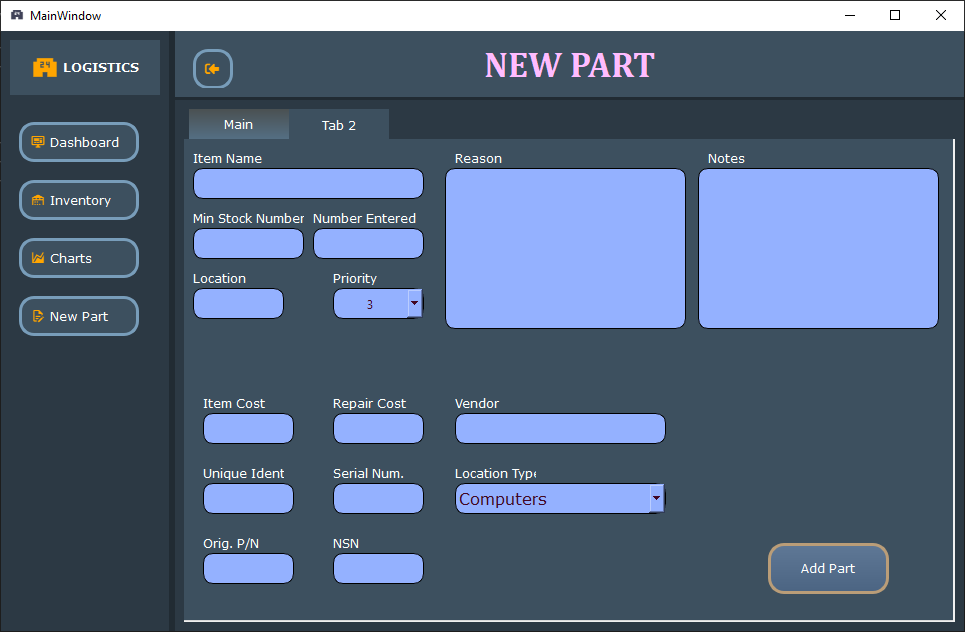 MainWindow
24
LOGISTICS
NEW PART
Dashboard
Inventory
Charts
New Part
Main
Tab 2
Item Name
Reason
Notes
Min Stock Number
Number Entered
Location
Priority
3
Item Cost
Repair Cost
Vendor
Unique Ident
Serial Num.
Location Type
Computers
Orig. P/N
NSN
Add Part